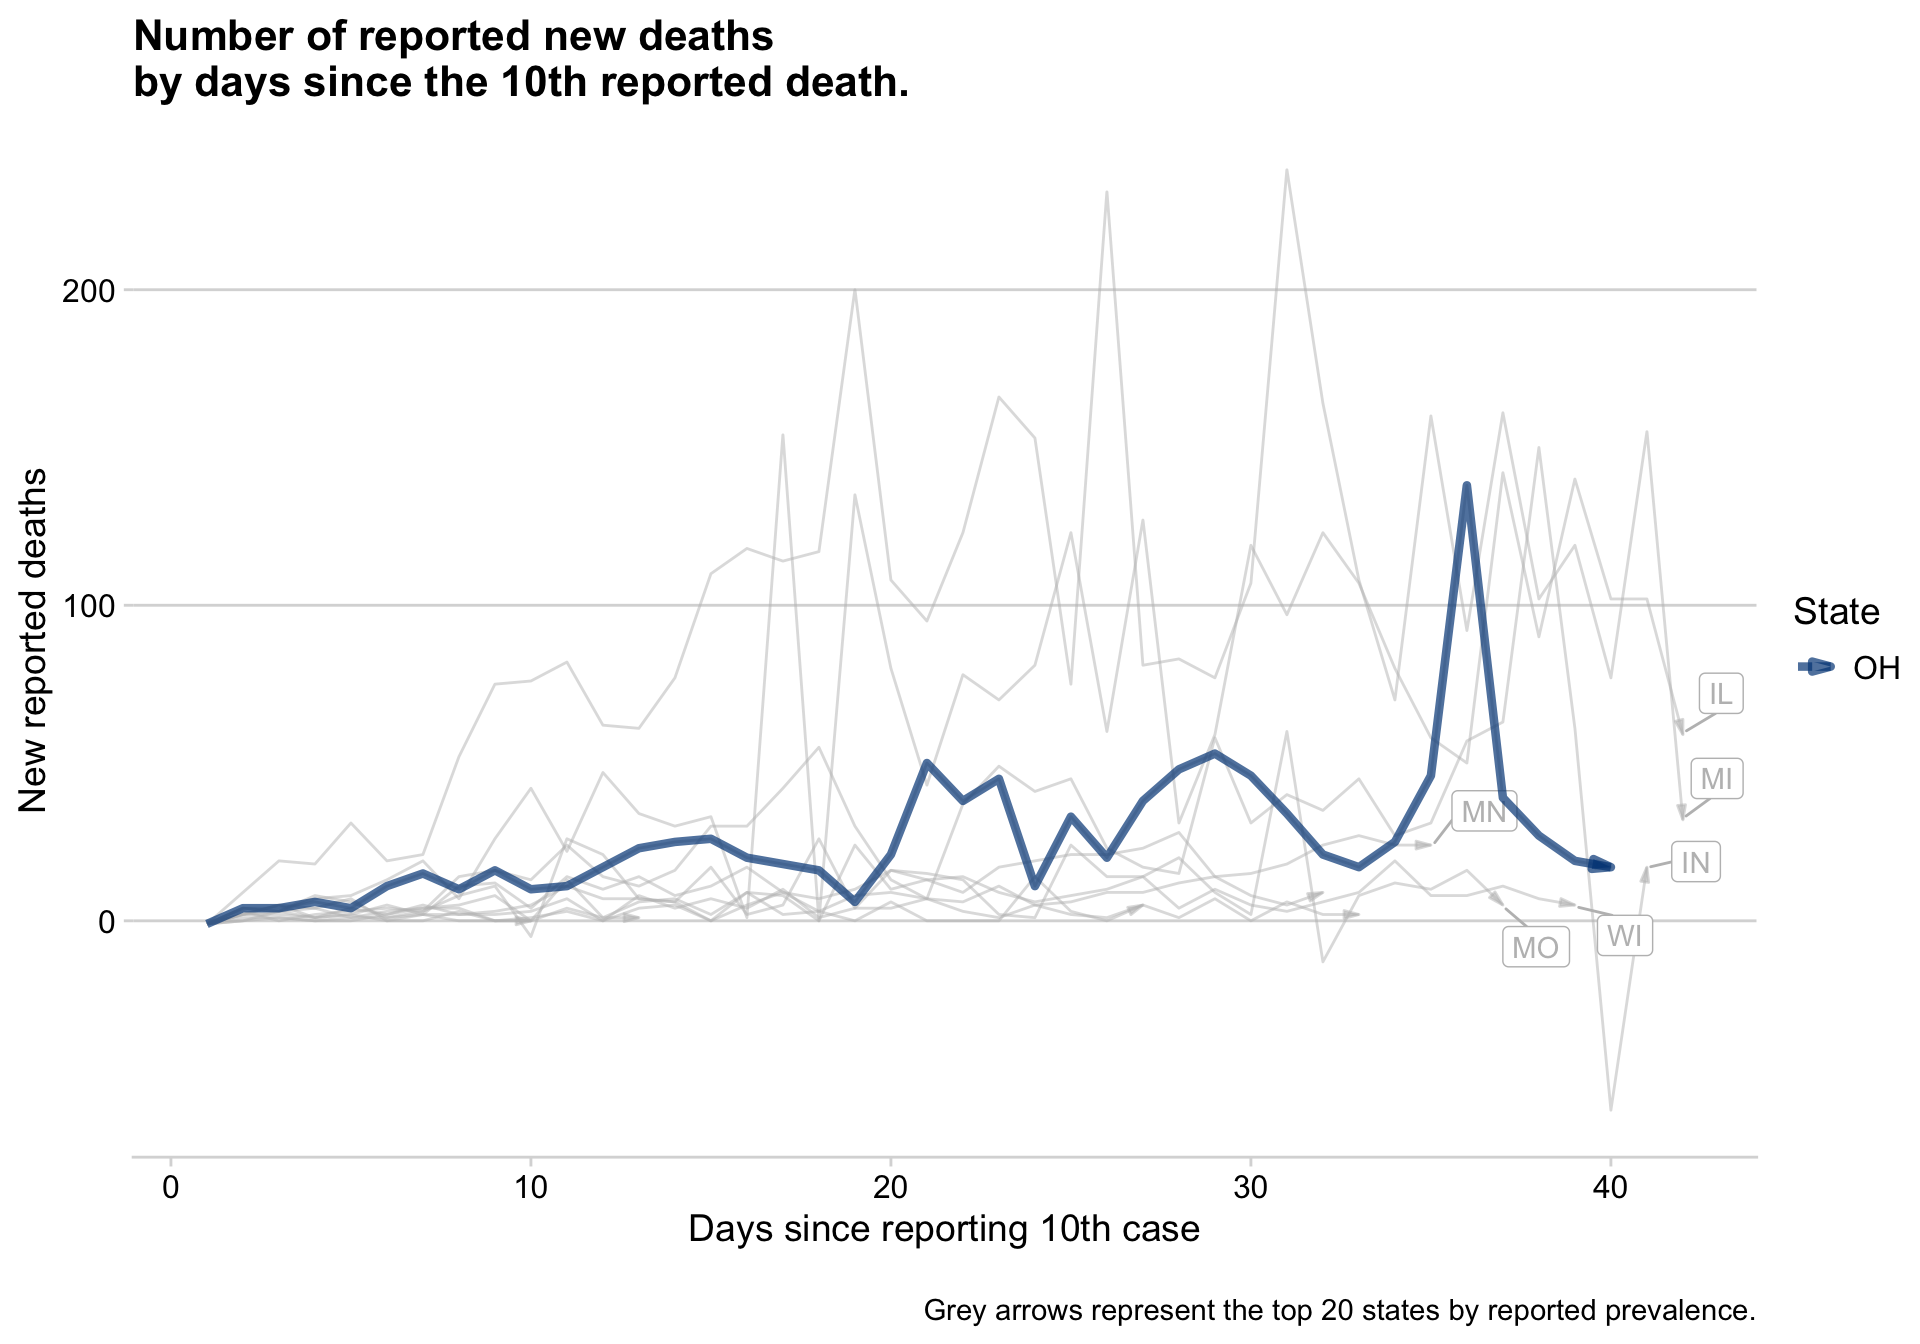 Number of reported new deaths
by days since the 10th reported death.
New reported deaths
200
100
0
IL
MI
MN
IN
MO
WI
State
OH
0
10
20
30
40
Days since reporting 10th case
Grey arrows represent the top 20 states by reported prevalence.